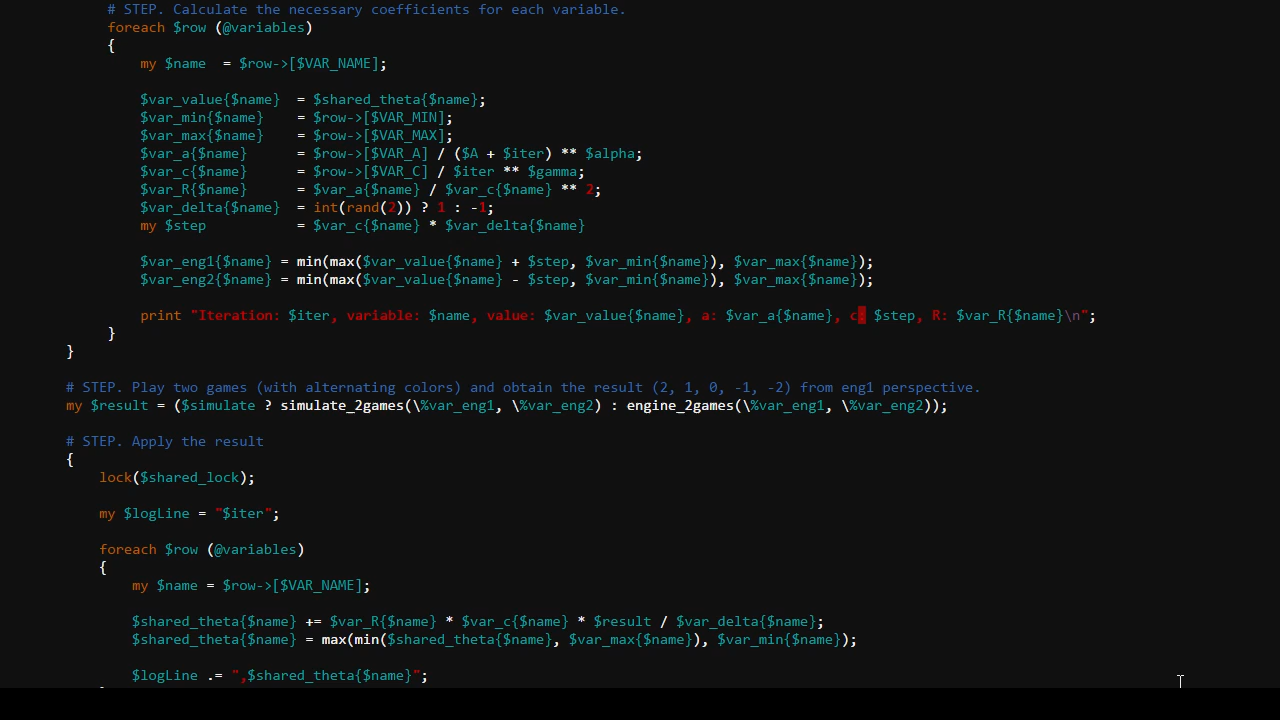 # STEP. Calculate the necessary coefficients for each variable.
foreach $row (@variables)
{
my $name  = $row->[$VAR_NAME];
$var_value{$name}  = $shared_theta{$name};
$var_min{$name}    = $row->[$VAR_MIN];
$var_max{$name}    = $row->[$VAR_MAX];
$var_a{$name}      = $row->[$VAR_A] / ($A + $iter) ** $alpha;
$var_c{$name}      = $row->[$VAR_C] / $iter ** $gamma;
$var_R{$name}      = $var_a{$name} / $var_c{$name} ** 2;
$var_delta{$name}  = int(rand(2)) ? 1 : -1;
my $step           = $var_c{$name} * $var_delta{$name}
$var_eng1{$name} = min(max($var_value{$name} + $step, $var_min{$name}), $var_max{$name});
$var_eng2{$name} = min(max($var_value{$name} - $step, $var_min{$name}), $var_max{$name});
print "Iteration: $iter, variable: $name, value: $var_value{$name}, a: $var_a{$name}, c: $step, R: $var_R{$name}\n";
}
}
# STEP. Play two games (with alternating colors) and obtain the result (2, 1, 0, -1, -2) from eng1 perspective.
my $result = ($simulate ? simulate_2games(\%var_eng1, \%var_eng2) : engine_2games(\%var_eng1, \%var_eng2));
# STEP. Apply the result
{
lock($shared_lock);
my $logLine = "$iter";
foreach $row (@variables)
{
my $name = $row->[$VAR_NAME];
$shared_theta{$name} += $var_R{$name} * $var_c{$name} * $result / $var_delta{$name};
$shared_theta{$name} = max(min($shared_theta{$name}, $var_max{$name}), $var_min{$name});
$logLine .= ",$shared_theta{$name}";